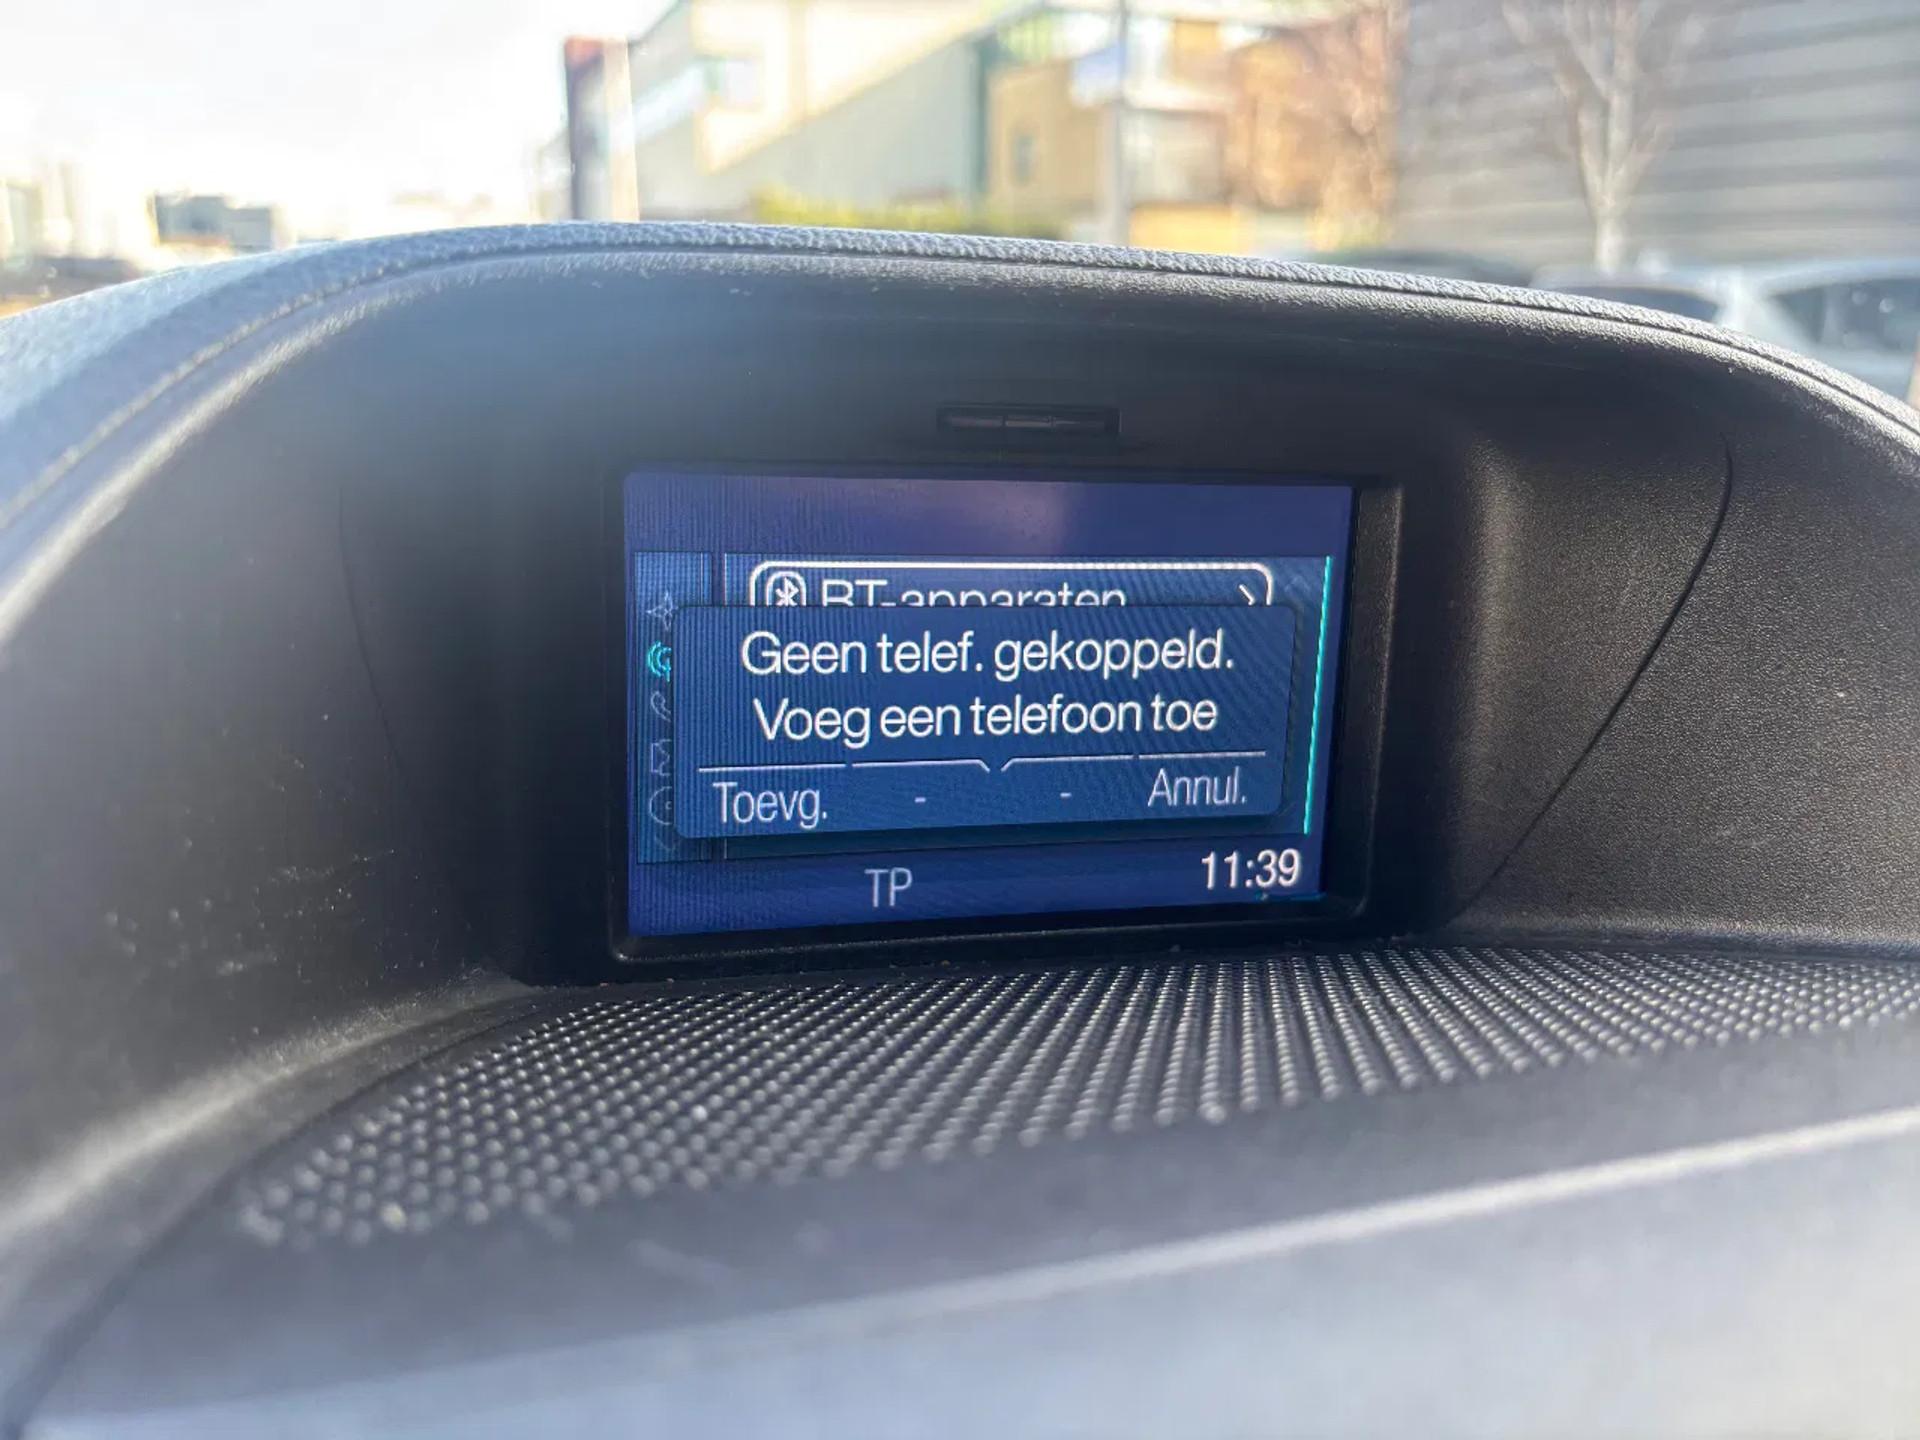 BT-apparaten
Geen telef. gekoppeld.
Voeg een telefoon toe
Toevg. - - Annul.
TP 11:39